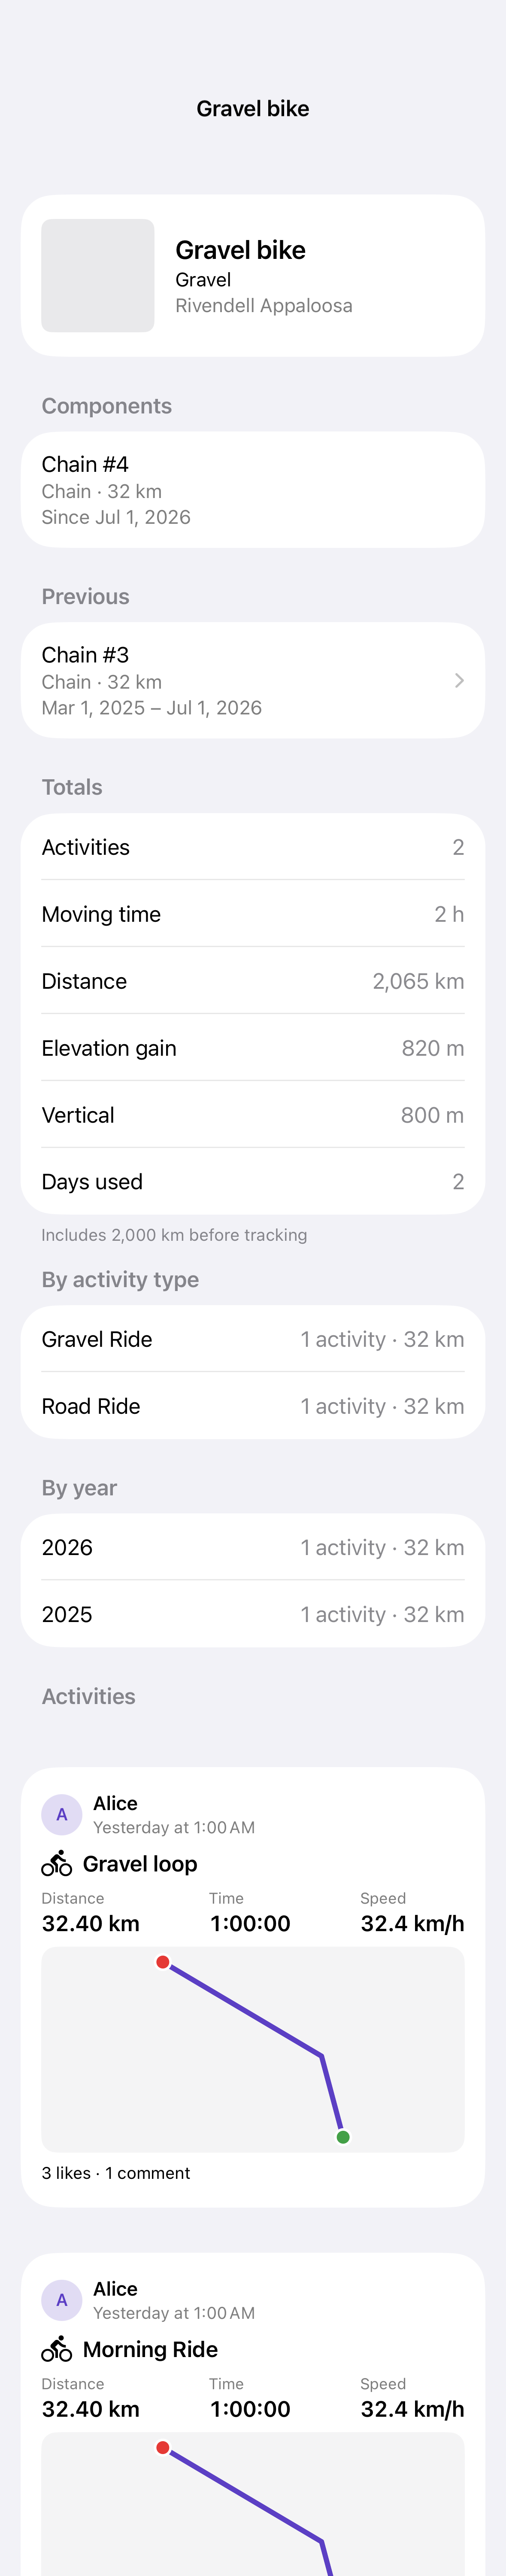 Gravel bike
Gravel bike
Gravel
Rivendell Appaloosa
Components
Chain #4
Chain · 32 km
Since Jul 1, 2026
Previous
Chain #3
Chain · 32 km
Mar 1, 2025 – Jul 1, 2026
Totals
Activities 2
Moving time 2 h
Distance 2,065 km
Elevation gain 820 m
Vertical 800 m
Days used 2
Includes 2,000 km before tracking
By activity type
Gravel Ride 1 activity · 32 km
Road Ride 1 activity · 32 km
By year
2026 1 activity · 32 km
2025 1 activity · 32 km
Activities
A Alice
Yesterday at 1:00 AM
Gravel loop
Distance Time Speed
32.40 km 1:00:00 32.4 km/h
3 likes · 1 comment
A Alice
Yesterday at 1:00 AM
Morning Ride
Distance Time Speed
32.40 km 1:00:00 32.4 km/h